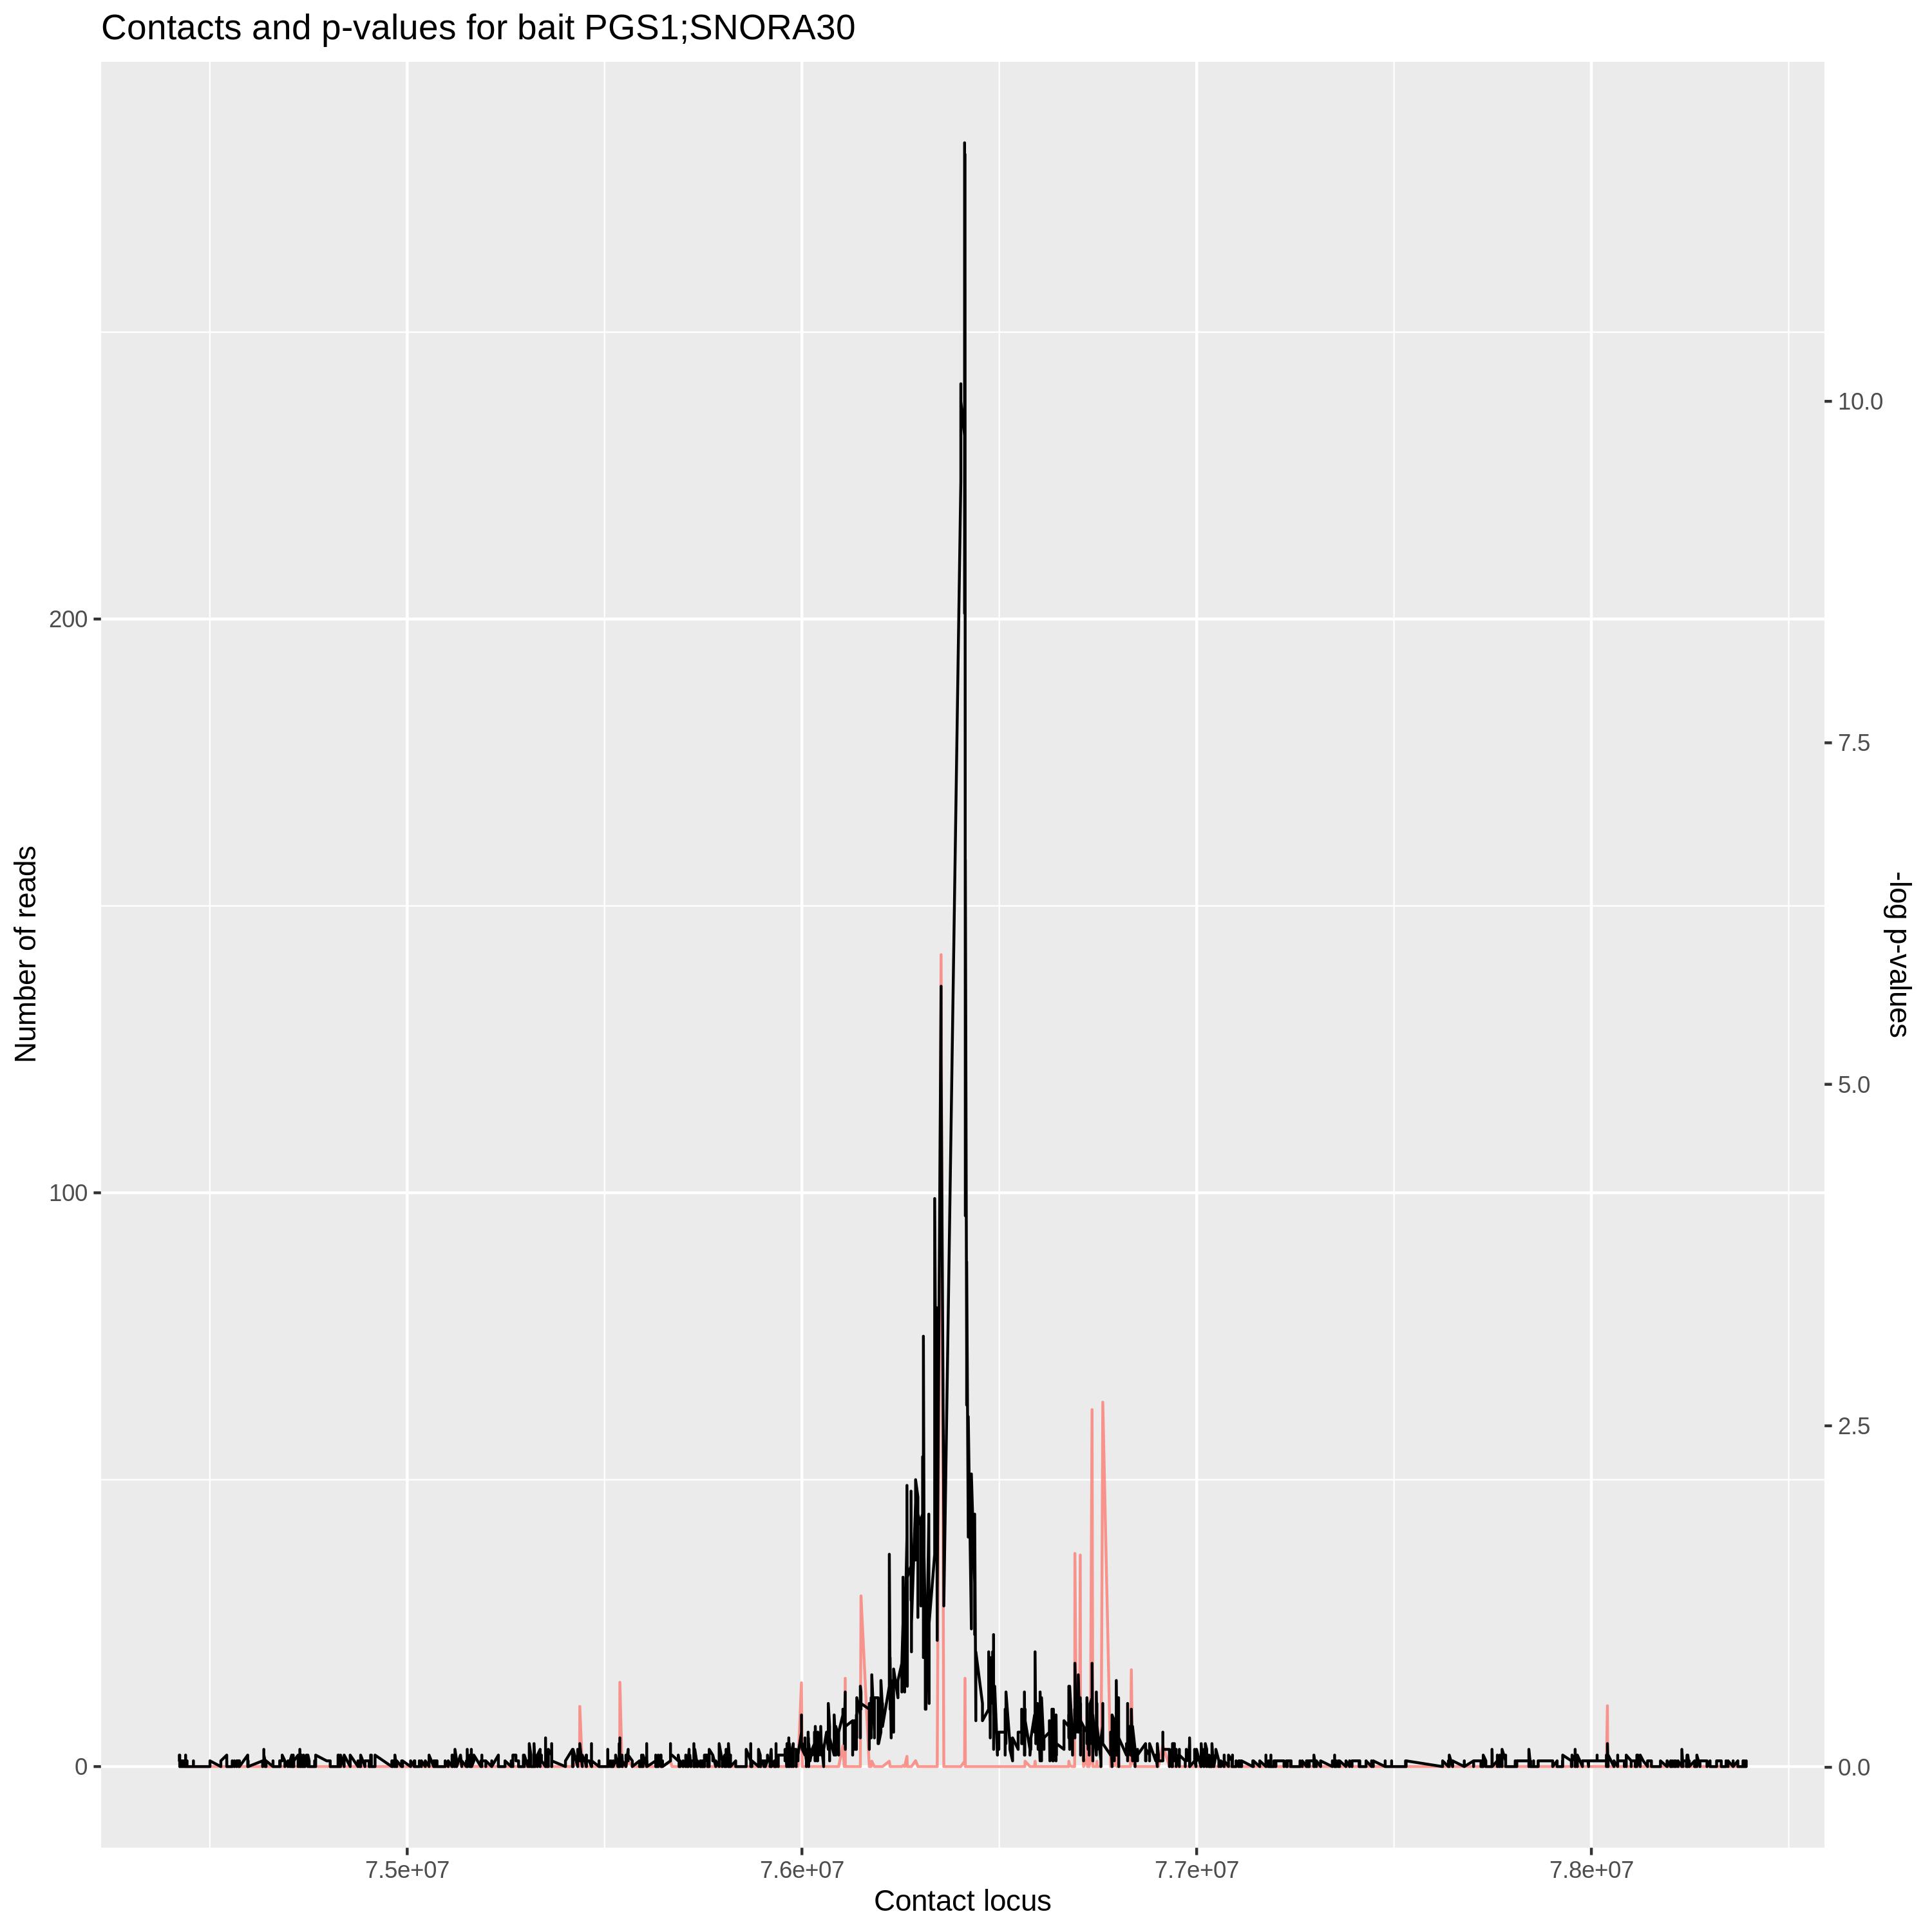 Contacts and p-values for bait PGS1;SNORA30
Number of reads
200
100
0
10.0
7.5
5.0
2.5
0.0
-log p-values
7.5e+07
7.6e+07
7.7e+07
7.8e+07
Contact locus